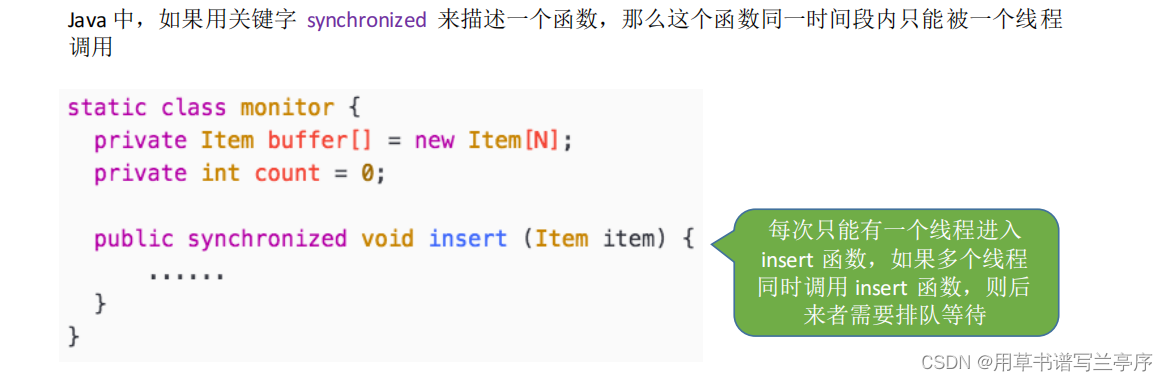 Java 中，如果用关键字 synchronized 来描述一个函数，那么这个函数同一时间段内只能被一个线程
调用
static class monitor {
private Item buffer[] = new Item[N];
private int count = 0;
public synchronized void insert (Item item) {
......
}
}
每次只能有一个线程进入
insert 函数，如果多个线程
同时调用 insert 函数，则后
来者需要排队等待
CSDN @用草书谱写兰亭序